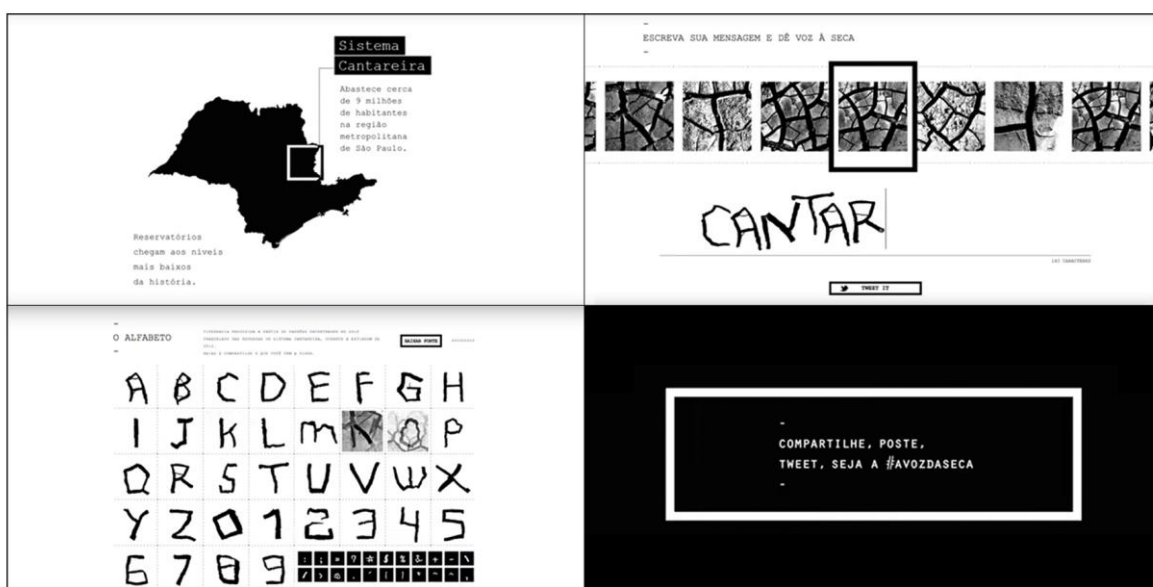 Sistema
Cantareira
Abastece cerca
de 9 milhões
de habitantes
na região
metropolitana
de São Paulo.
Reservatórios
chegam aos níveis
mais baixos
da história.
-
ESCREVA SUA MENSAGEM E DÊ VOZ À SECA
-
CANTAR
TWEET IT
-
O ALFABETO
-
BAIXAR FONTE
A B C D E F G H
I J K L M N O P
Q R S T U V W X
Y Z 0 1 2 3 4 5
6 7 8 9
-
COMPARTILHE, POSTE,
TWEET, SEJA A #AVOZDASECA
-